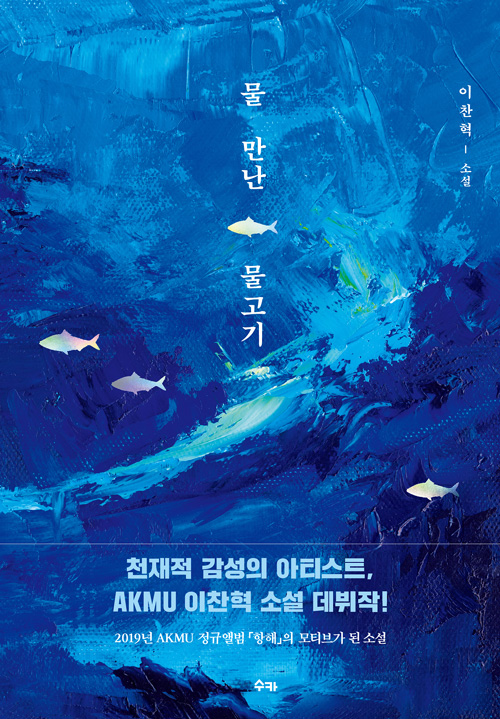 물 만난 물고기
이찬혁 – 소설
천재적 감성의 아티스트,
AKMU 이찬혁 소설 데뷔작!
2019년 AKMU 정규앨범 「항해」의 모티브가 된 소설
수카